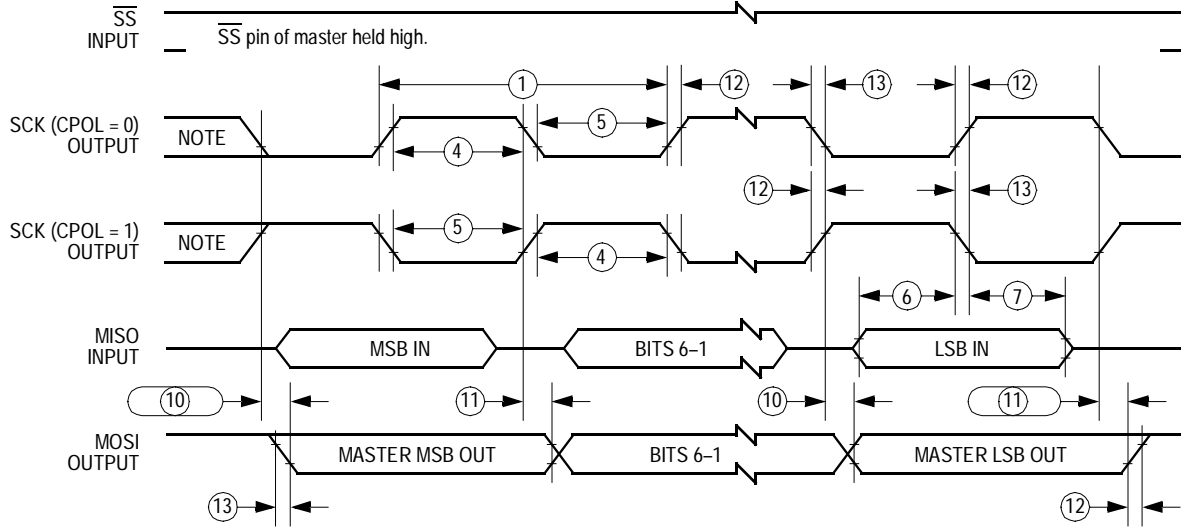 SS
INPUT
SS pin of master held high.
1
12
13
12
SCK (CPOL = 0)
OUTPUT
NOTE
5
4
12
13
SCK (CPOL = 1)
OUTPUT
NOTE
5
4
6
7
MISO
INPUT
MSB IN
BITS 6–1
LSB IN
10
11
10
11
MOSI
OUTPUT
MASTER MSB OUT
BITS 6–1
MASTER LSB OUT
13
12